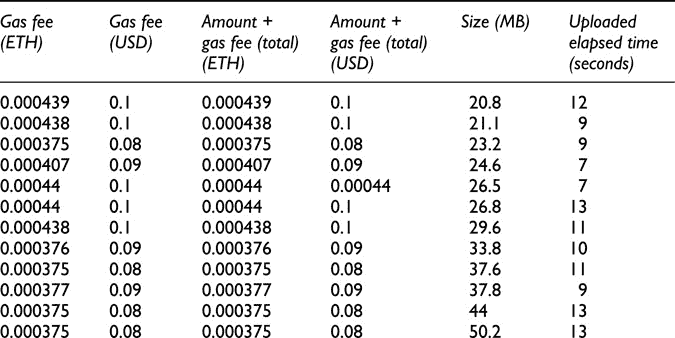 Gas fee Gas fee Amount + Amount + Size (MB) Uploaded
(ETH) (USD) gas fee (total) gas fee (total) elapsed time
(ETH) (USD) (seconds)
0.000439 0.1 0.000439 0.1 20.8 12
0.000438 0.1 0.000438 0.1 21.1 9
0.000375 0.08 0.000375 0.08 23.2 9
0.000407 0.09 0.000407 0.09 24.6 7
0.00044 0.1 0.00044 0.00044 26.5 7
0.00044 0.1 0.00044 0.1 26.8 13
0.000438 0.1 0.000438 0.1 29.6 11
0.000376 0.09 0.000376 0.09 33.8 10
0.000375 0.08 0.000375 0.08 37.6 11
0.000377 0.09 0.000377 0.09 37.8 9
0.000375 0.08 0.000375 0.08 44 13
0.000375 0.08 0.000375 0.08 50.2 13